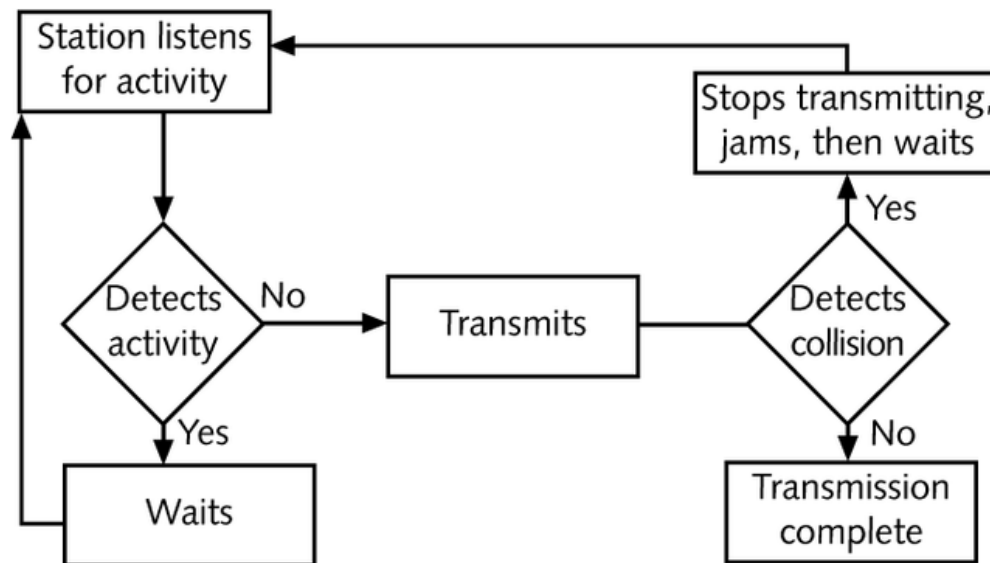 Station listens
for activity
Stops transmitting,
jams, then waits
Yes
Detects
activity
No
Transmits
Detects
collision
Yes
No
Waits
Transmission
complete